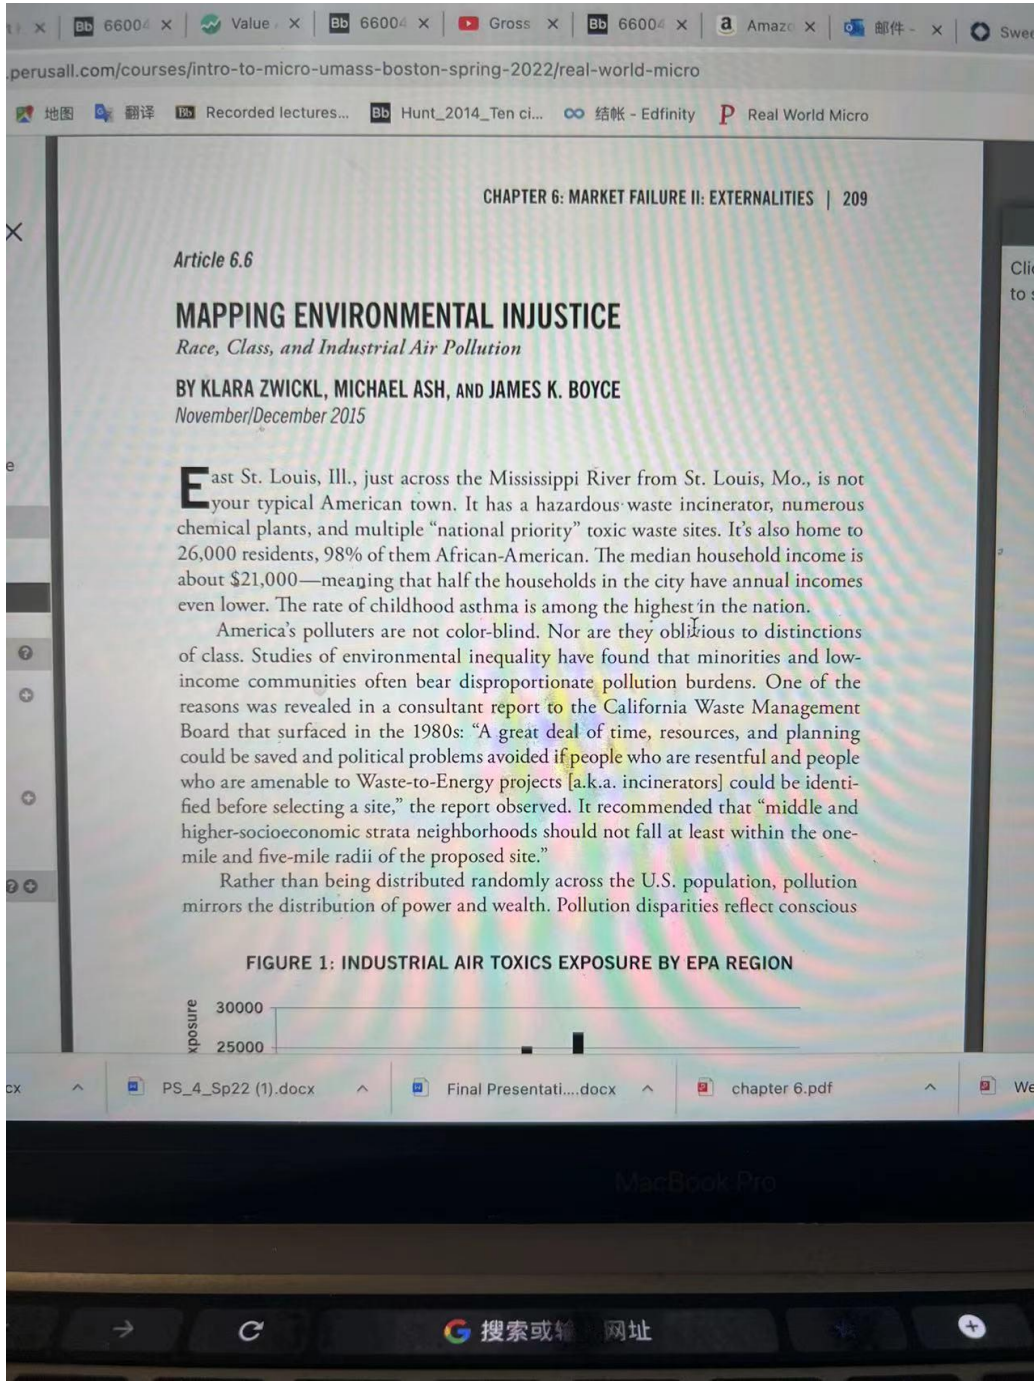 66004
Value
66004
Gross
66004
Amazo
邮件 -
Swee
.perusall.com/courses/intro-to-micro-umass-boston-spring-2022/real-world-micro
地图
翻译
Bb Recorded lectures...
Bb Hunt_2014_Ten ci...
结帐 - Edfinity
P Real World Micro
CHAPTER 6: MARKET FAILURE II: EXTERNALITIES | 209
Article 6.6
MAPPING ENVIRONMENTAL INJUSTICE
Race, Class, and Industrial Air Pollution
BY KLARA ZWICKL, MICHAEL ASH, AND JAMES K. BOYCE
November/December 2015
East St. Louis, Ill., just across the Mississippi River from St. Louis, Mo., is not
your typical American town. It has a hazardous waste incinerator, numerous
chemical plants, and multiple “national priority” toxic waste sites. It’s also home to
26,000 residents, 98% of them African-American. The median household income is
about $21,000—meaning that half the households in the city have annual incomes
even lower. The rate of childhood asthma is among the highest in the nation.
America’s polluters are not color-blind. Nor are they oblivious to distinctions
of class. Studies of environmental inequality have found that minorities and low-
income communities often bear disproportionate pollution burdens. One of the
reasons was revealed in a consultant report to the California Waste Management
Board that surfaced in the 1980s: “A great deal of time, resources, and planning
could be saved and political problems avoided if people who are resentful and people
who are amenable to Waste-to-Energy projects [a.k.a. incinerators] could be identi-
fied before selecting a site,” the report observed. It recommended that “middle and
higher-socioeconomic strata neighborhoods should not fall at least within the one-
mile and five-mile radii of the proposed site.”
Rather than being distributed randomly across the U.S. population, pollution
mirrors the distribution of power and wealth. Pollution disparities reflect conscious
FIGURE 1: INDUSTRIAL AIR TOXICS EXPOSURE BY EPA REGION
xposure
30000
25000
Clic
to s
cx
PS_4_Sp22 (1).docx
Final Presentati....docx
chapter 6.pdf
We
MacBook Pro
搜索或输 网址